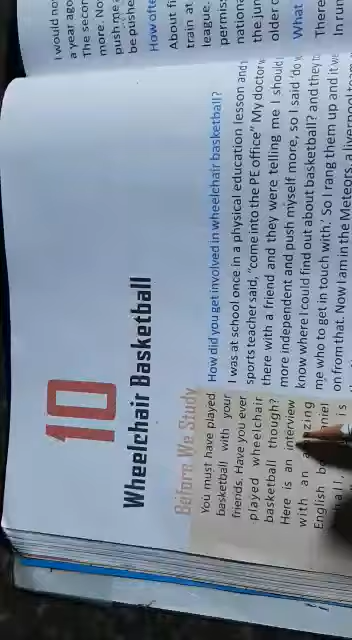 I would no
a year ago
The secon
more. No
push me a
be pushe
How ofte
About fi
train at
league.
permis
nationa
the jun
older c
What
There
In run
10
Wheelchair Basketball
Before We Study
You must have played
basketball with your
friends. Have you ever
played wheelchair
basketball though?
Here is an interview
with an
English
How did you get involved in wheelchair basketball?
I was at school once in a physical education lesson and
sports teacher said, "come into the PE office" My doctor
there with a friend and they were telling me I should
more independent and push myself more, so I said 'do
know where I could find out about basketball? and they
me who to get in touch with.' So I rang them up and it
on from that. Now I am in the Meteors, a